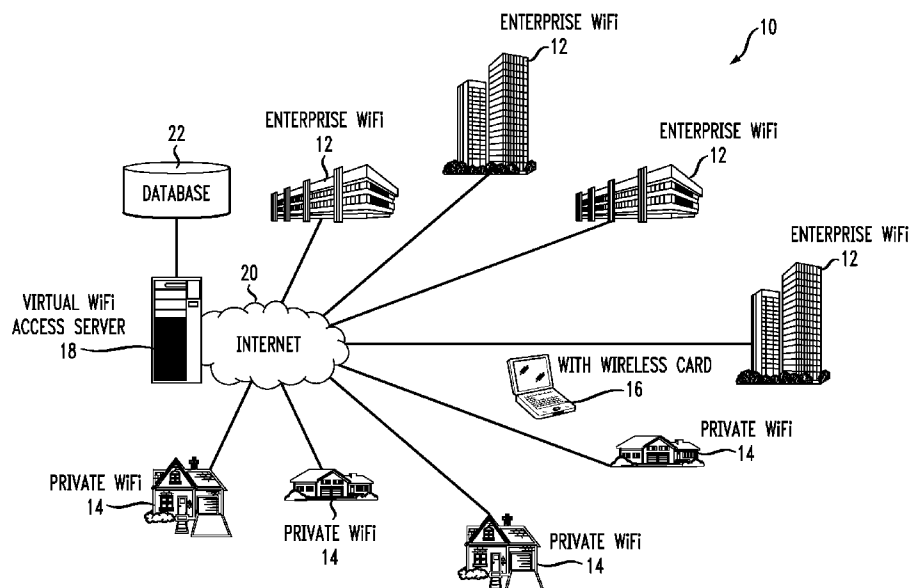 ENTERPRISE WiFi
12
10
ENTERPRISE WiFi
12
ENTERPRISE WiFi
12
22
DATABASE
ENTERPRISE WiFi
12
20
VIRTUAL WiFi
ACCESS SERVER
18
INTERNET
WITH WIRELESS CARD
16
PRIVATE WiFi
14
PRIVATE WiFi
14
PRIVATE WiFi
14
PRIVATE WiFi
14